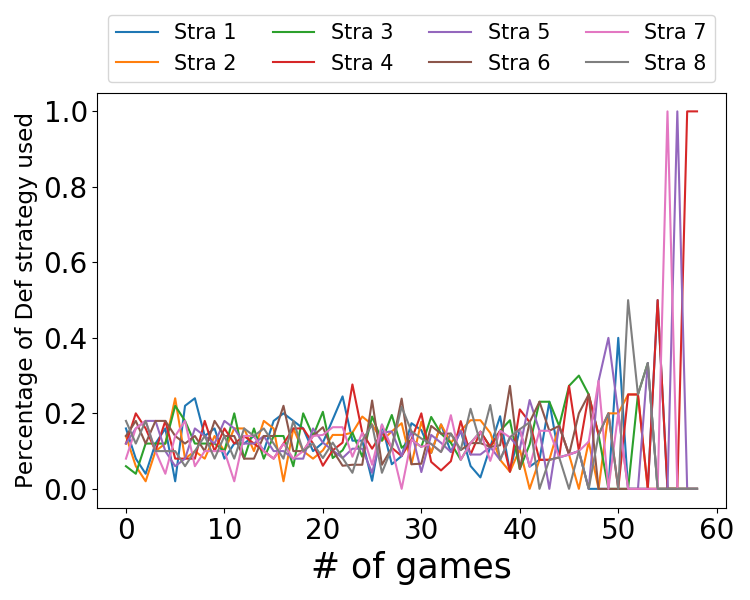 Stra 1 Stra 3 Stra 5 Stra 7
Stra 2 Stra 4 Stra 6 Stra 8
Percentage of Def strategy used
1.0
0.8
0.6
0.4
0.2
0.0
0 10 20 30 40 50 60
# of games